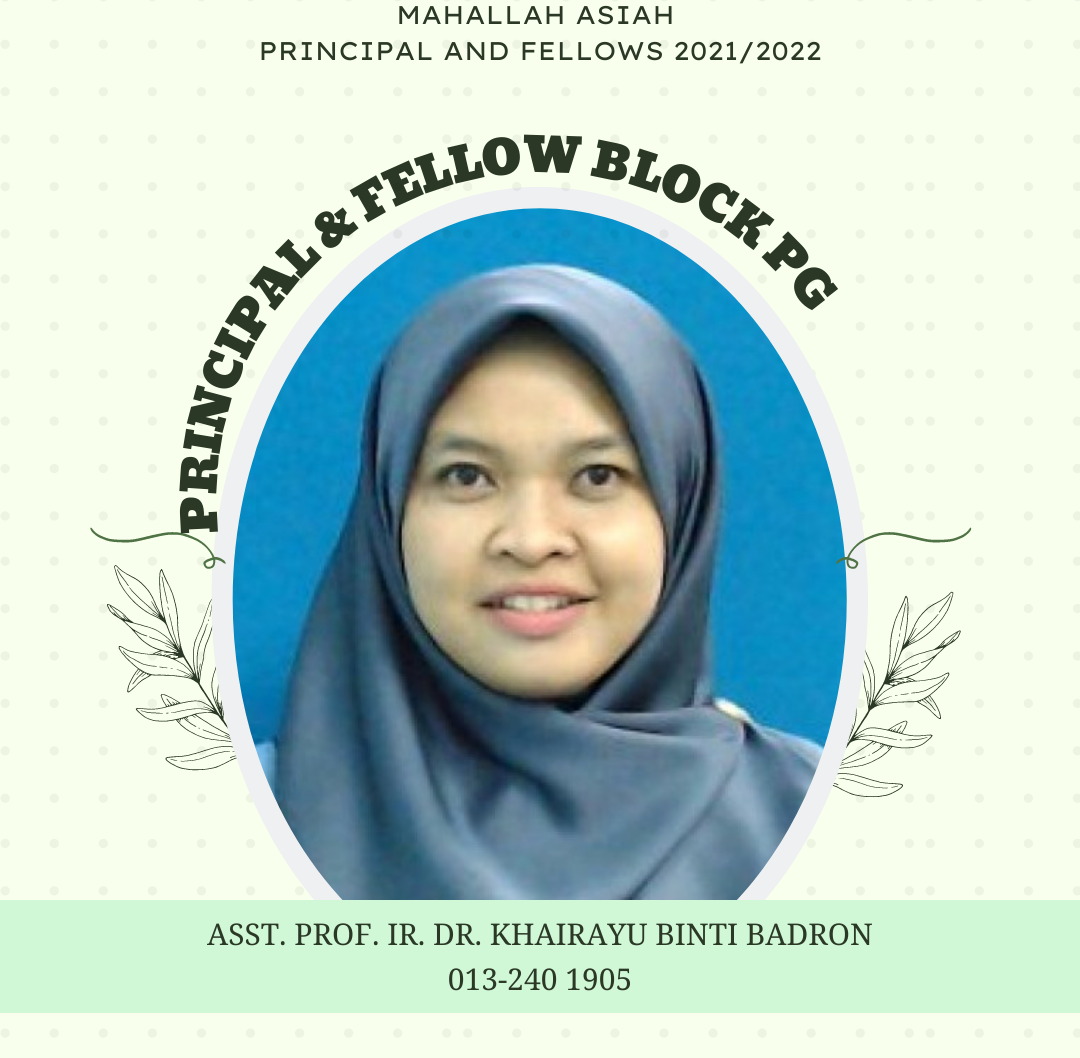 MAHALLAH ASIAH
PRINCIPAL AND FELLOWS 2021/2022
PRINCIPAL & FELLOW BLOCK PG
ASST. PROF. IR. DR. KHAIRAYU BINTI BADRON
013-240 1905